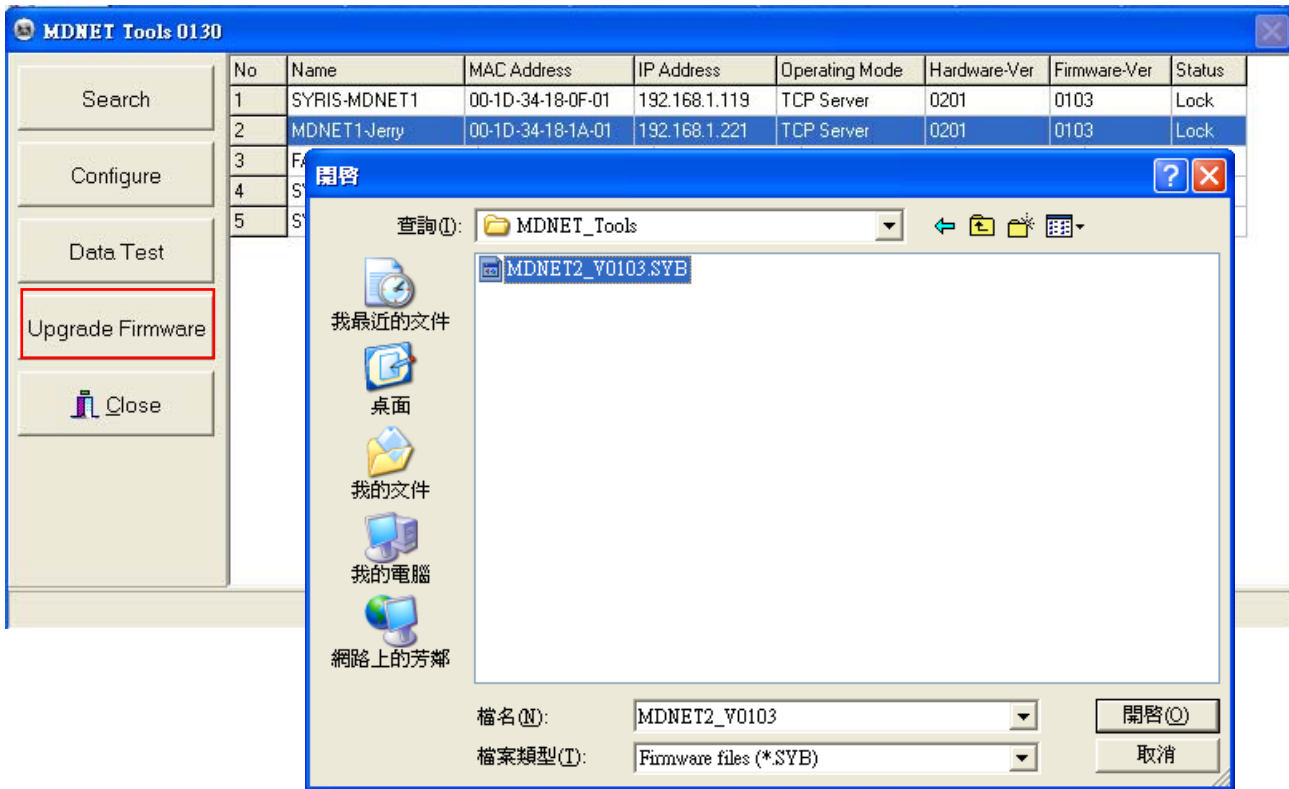 MDNET Tools 0130
Search
Configure
Data Test
Upgrade Firmware
Close
No Name MAC Address IP Address Operating Mode Hardware-Ver Firmware-Ver Status
1 SYRIS-MDNET1 00-1D-34-18-0F-01 192.168.1.119 TCP Server 0201 0103 Lock
2 MDNET1-Jerry 00-1D-34-18-1A-01 192.168.1.221 TCP Server 0201 0103 Lock
3
4
5
開啓
查詢(I): MDNET_Tools
MDNET2_V0103.SYB
我最近的文件
桌面
我的文件
我的電腦
網路上的芳鄰
檔名(N): MDNET2_V0103 開啓(O)
檔案類型(T): Firmware files (*.SYB) 取消